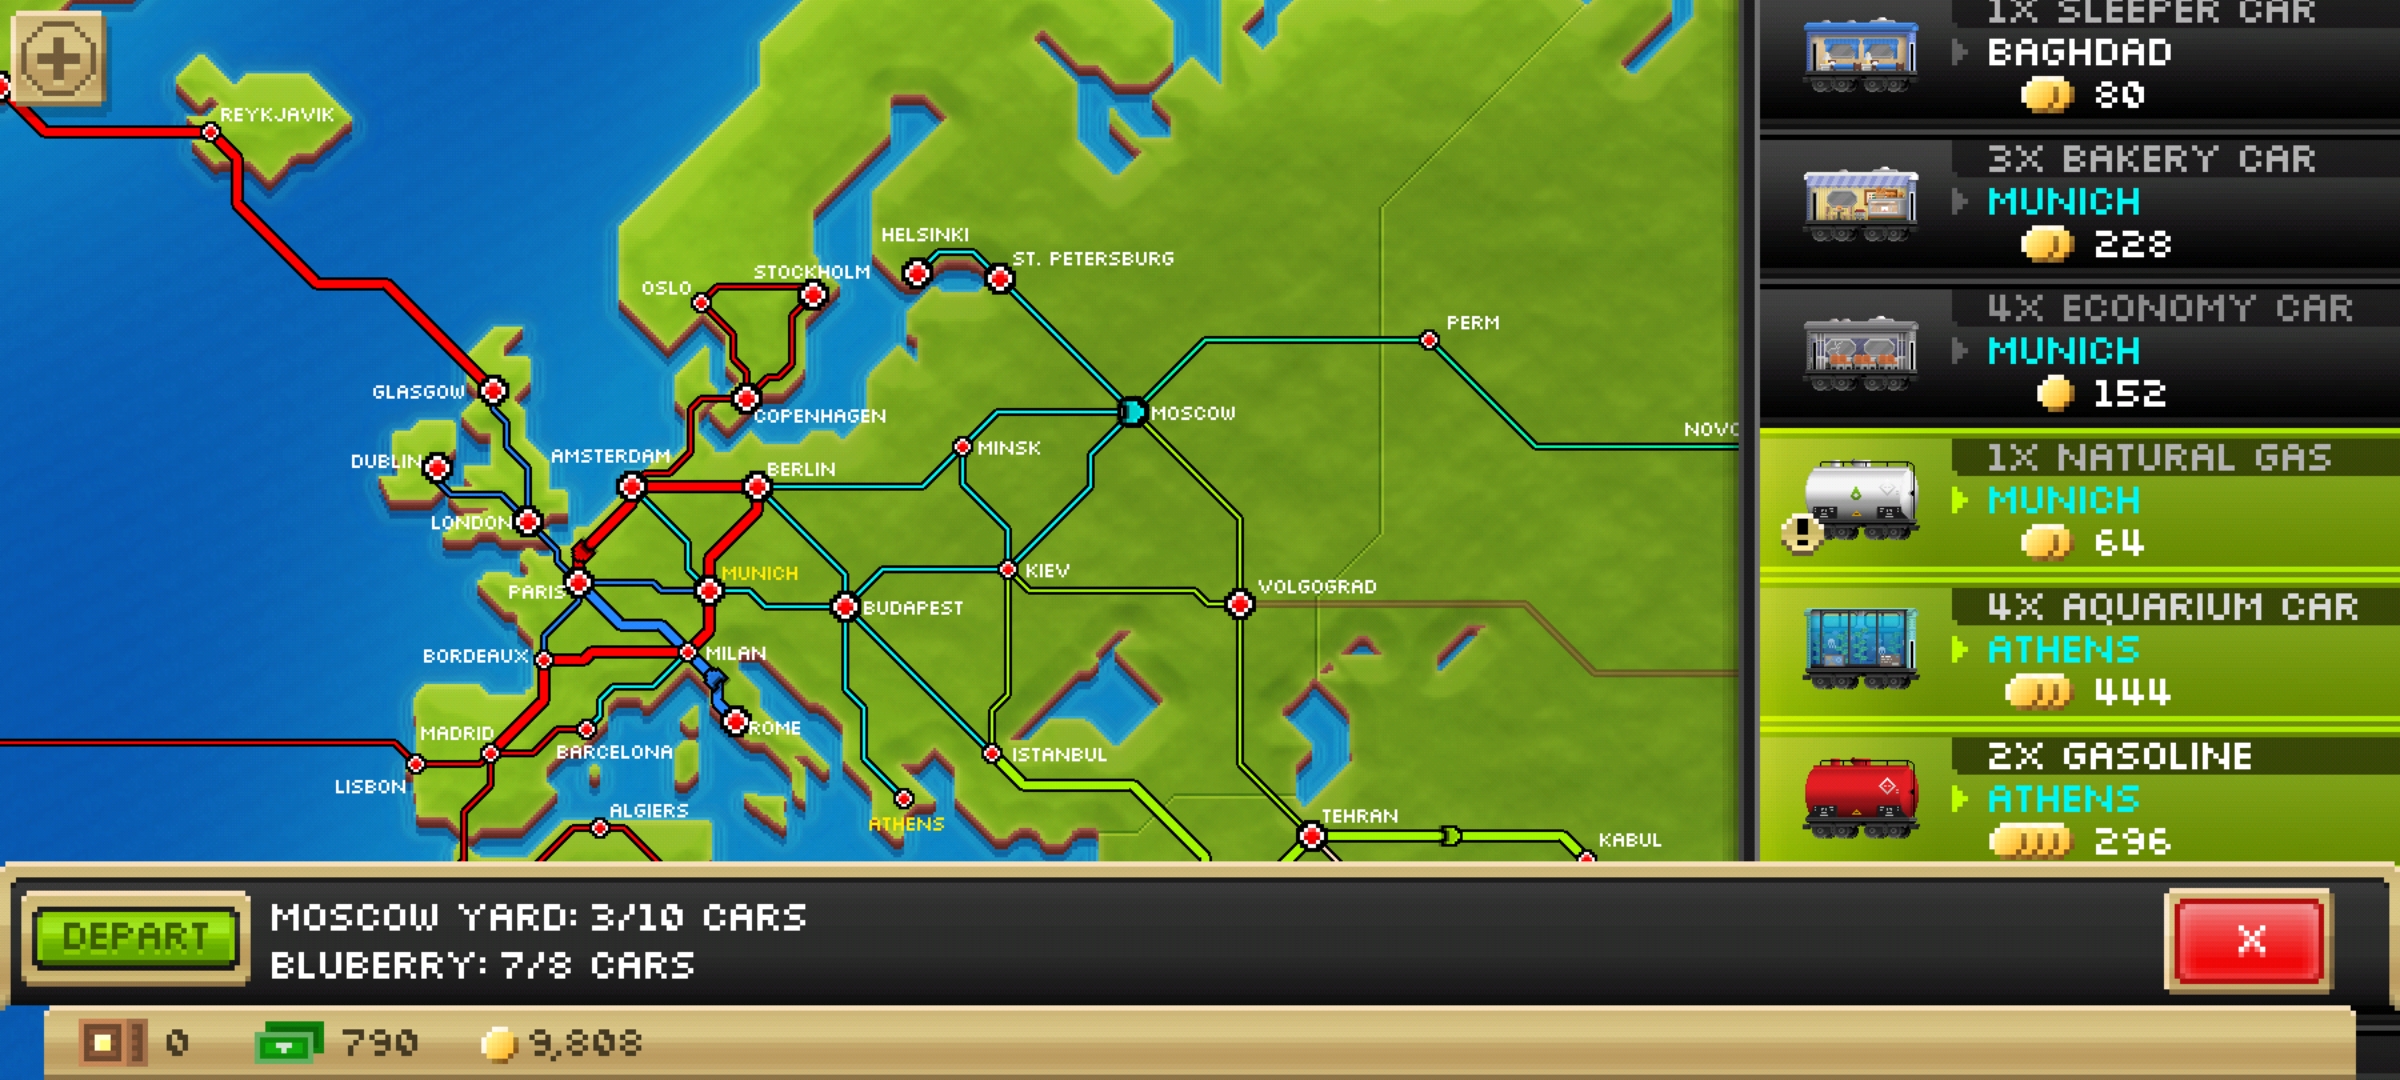 1X SLEEPER CAR
BAGHDAD
80
3X BAKERY CAR
MUNICH
228
4X ECONOMY CAR
MUNICH
152
1X NATURAL GAS
MUNICH
64
4X AQUARIUM CAR
ATHENS
444
2X GASOLINE
ATHENS
296
REYKJAVIK
HELSINKI
ST. PETERSBURG
STOCKHOLM
OSLO
PERM
GLASGOW
COPENHAGEN
MOSCOW
NOVO
MINSK
DUBLIN
AMSTERDAM
BERLIN
LONDON
MUNICH
KIEV
PARIS
BUDAPEST
VOLGOGRAD
BORDEAUX
MILAN
MADRID
ROME
BARCELONA
ISTANBUL
LISBON
ALGIERS
ATHENS
TEHRAN
KABUL
DEPART
MOSCOW YARD: 3/10 CARS
BLUBERRY: 7/8 CARS
X
0
790
9,808